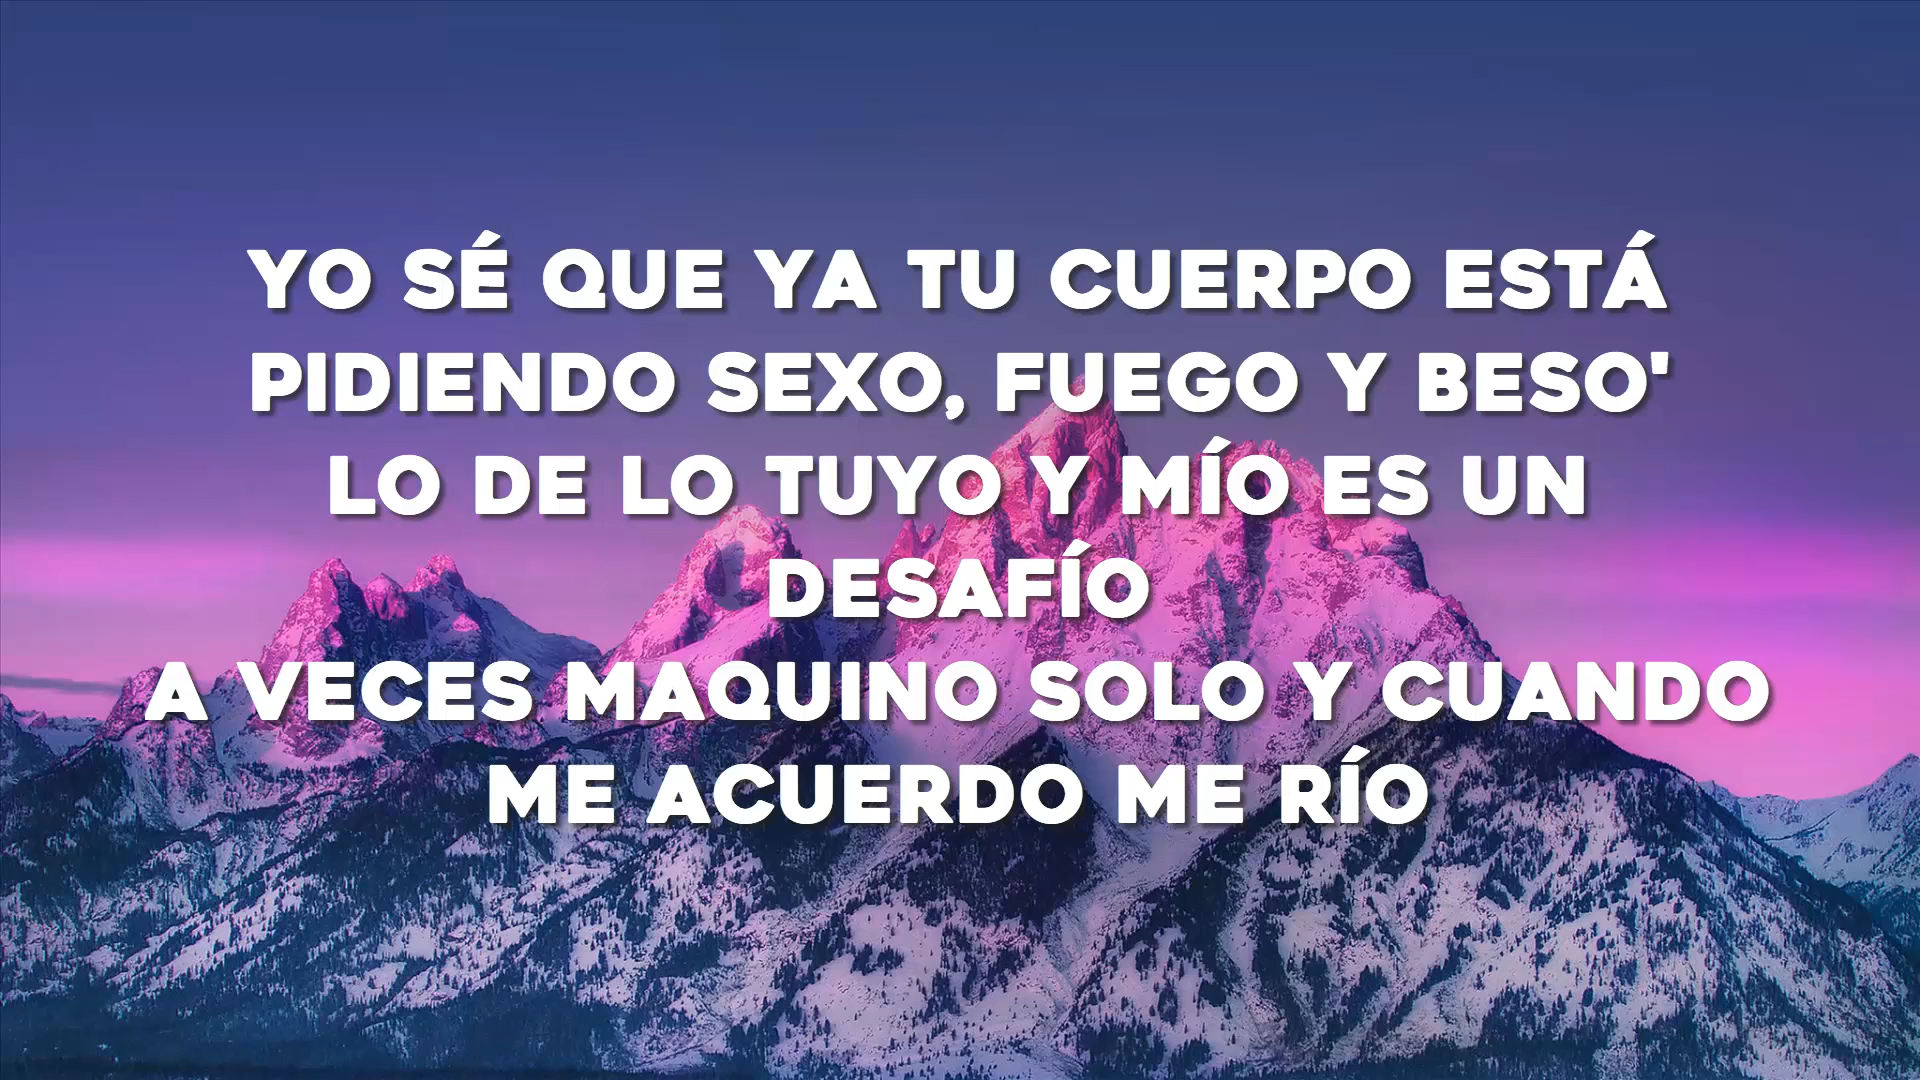 YO SÉ QUE YA TU CUERPO ESTÁ
PIDIENDO SEXO, FUEGO Y BESO'
LO DE LO TUYO Y MÍO ES UN
DESAFÍO
A VECES MAQUINO SOLO Y CUANDO
ME ACUERDO ME RÍO